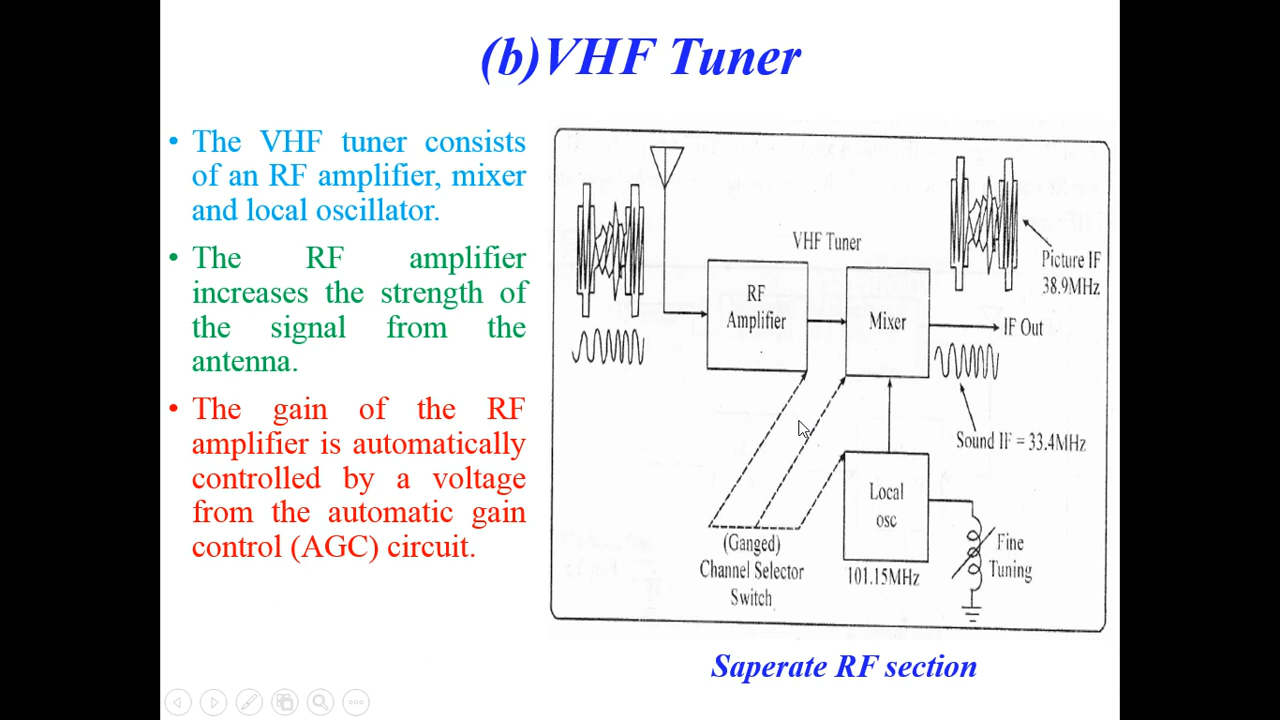 (b)VHF Tuner
• The VHF tuner consists
of an RF amplifier, mixer
and local oscillator.
• The RF amplifier
increases the strength of
the signal from the
antenna.
• The gain of the RF
amplifier is automatically
controlled by a voltage
from the automatic gain
control (AGC) circuit.
VHF Tuner
Picture IF
38.9MHz
RF
Amplifier
Mixer
IF Out
Sound IF = 33.4MHz
Local
osc
101.15MHz
Fine
Tuning
(Ganged)
Channel Selector
Switch
Saperate RF section